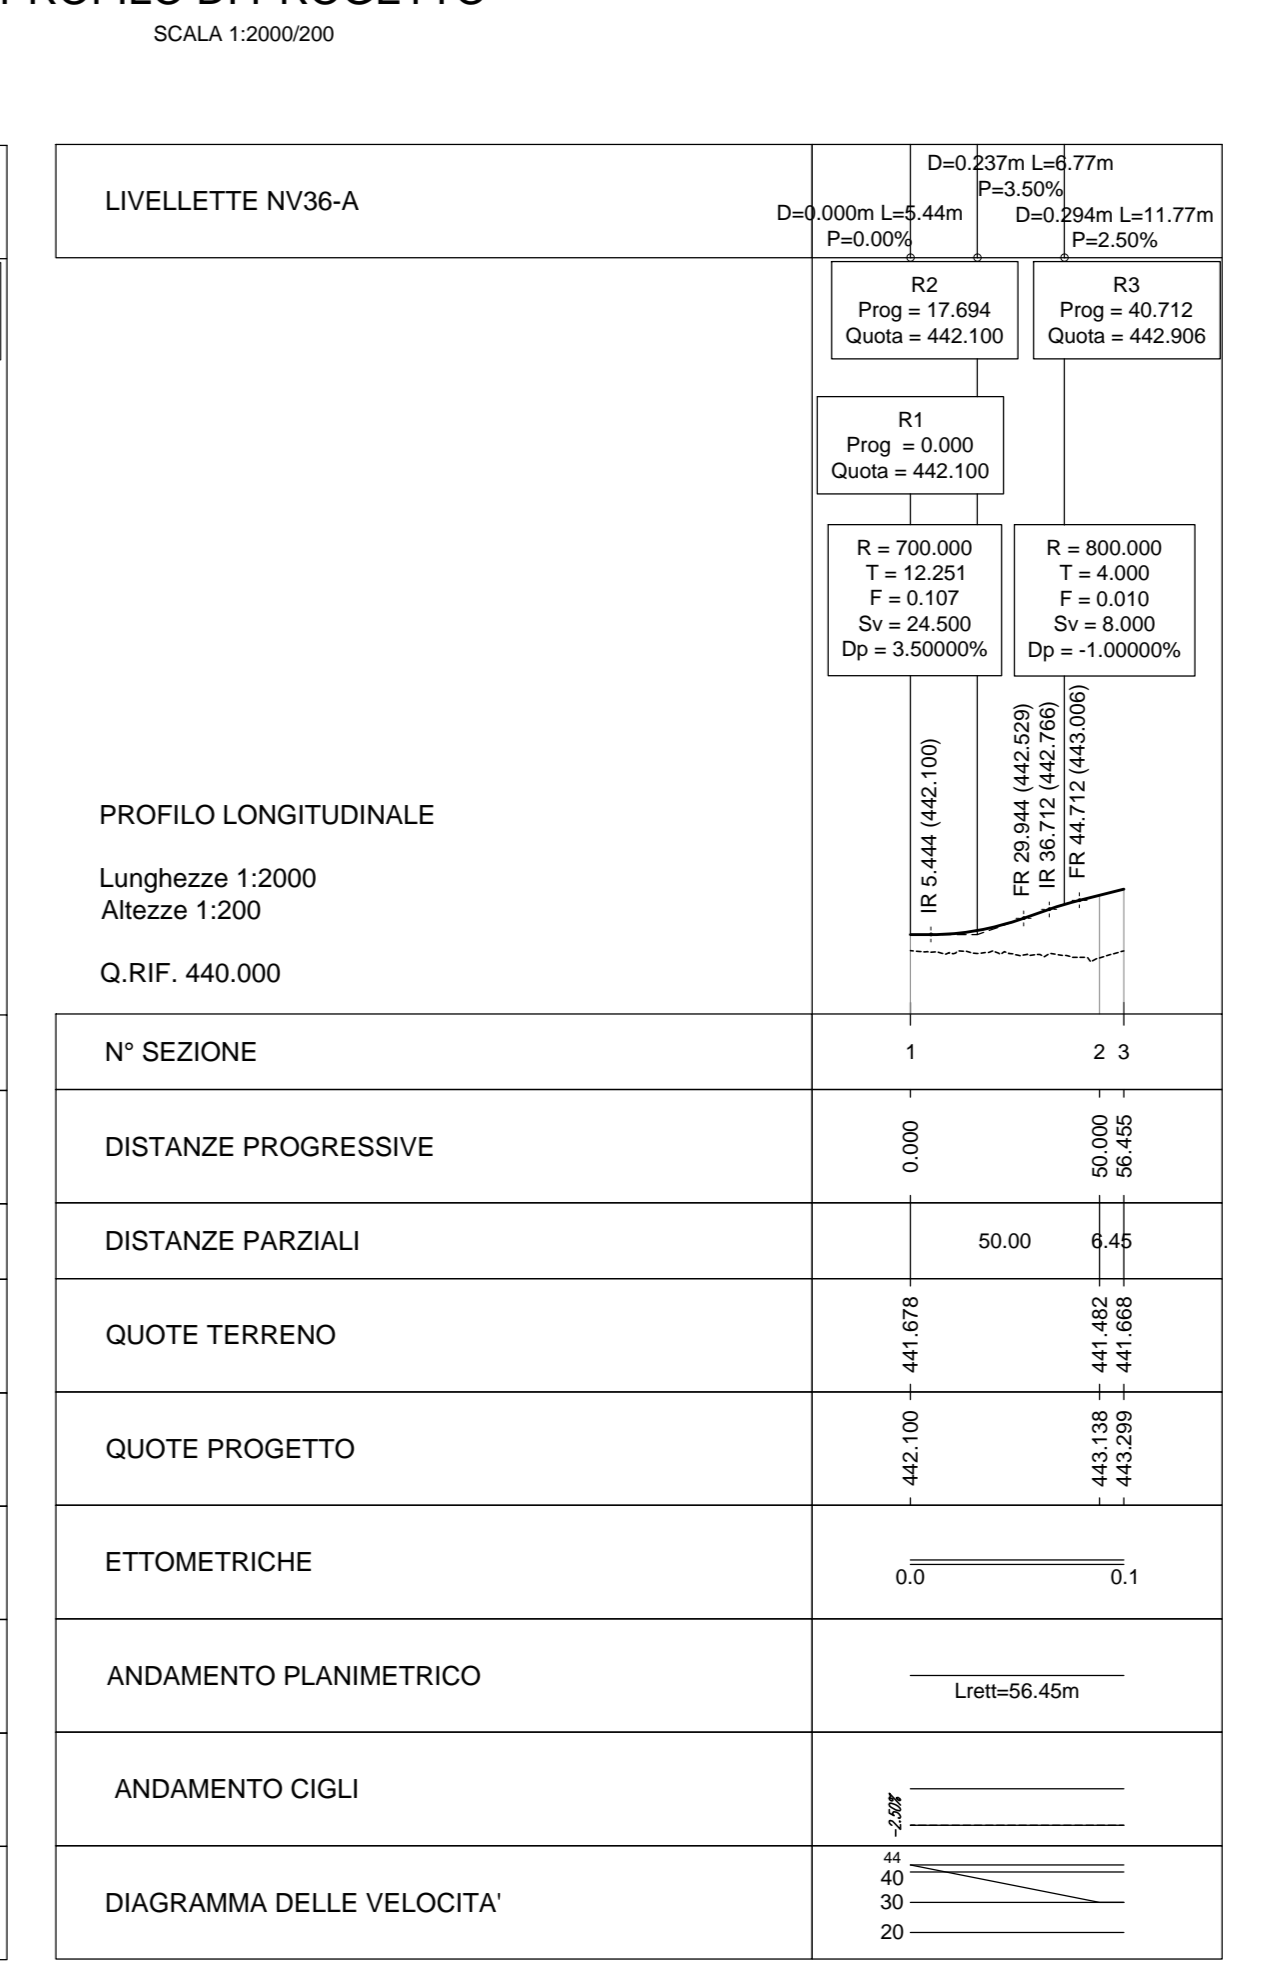 SCALA 1:2000/200
LIVELLETTE NV36-A
D=0.000m L=5.44m
P=0.00%
D=0.237m L=6.77m
P=3.50%
D=0.294m L=11.77m
P=2.50%
R2
Prog = 17.694
Quota = 442.100
R3
Prog = 40.712
Quota = 442.906
R1
Prog = 0.000
Quota = 442.100
R = 700.000
T = 12.251
F = 0.107
Sv = 24.500
Dp = 3.50000%
R = 800.000
T = 4.000
F = 0.010
Sv = 8.000
Dp = -1.00000%
IR 5.444 (442.100)
FR 29.944 (442.529)
IR 36.712 (442.766)
FR 44.712 (443.006)
PROFILO LONGITUDINALE
Lunghezze 1:2000
Altezze 1:200
Q.RIF. 440.000
N° SEZIONE
1 2 3
DISTANZE PROGRESSIVE
0.000
50.000
56.455
DISTANZE PARZIALI
50.00 6.45
QUOTE TERRENO
441.678
441.482
441.668
QUOTE PROGETTO
442.100
443.138
443.299
ETTOMETRICHE
0.0 0.1
ANDAMENTO PLANIMETRICO
Lrett=56.45m
ANDAMENTO CIGLI
-2.50%
DIAGRAMMA DELLE VELOCITA'
44
40
30
20